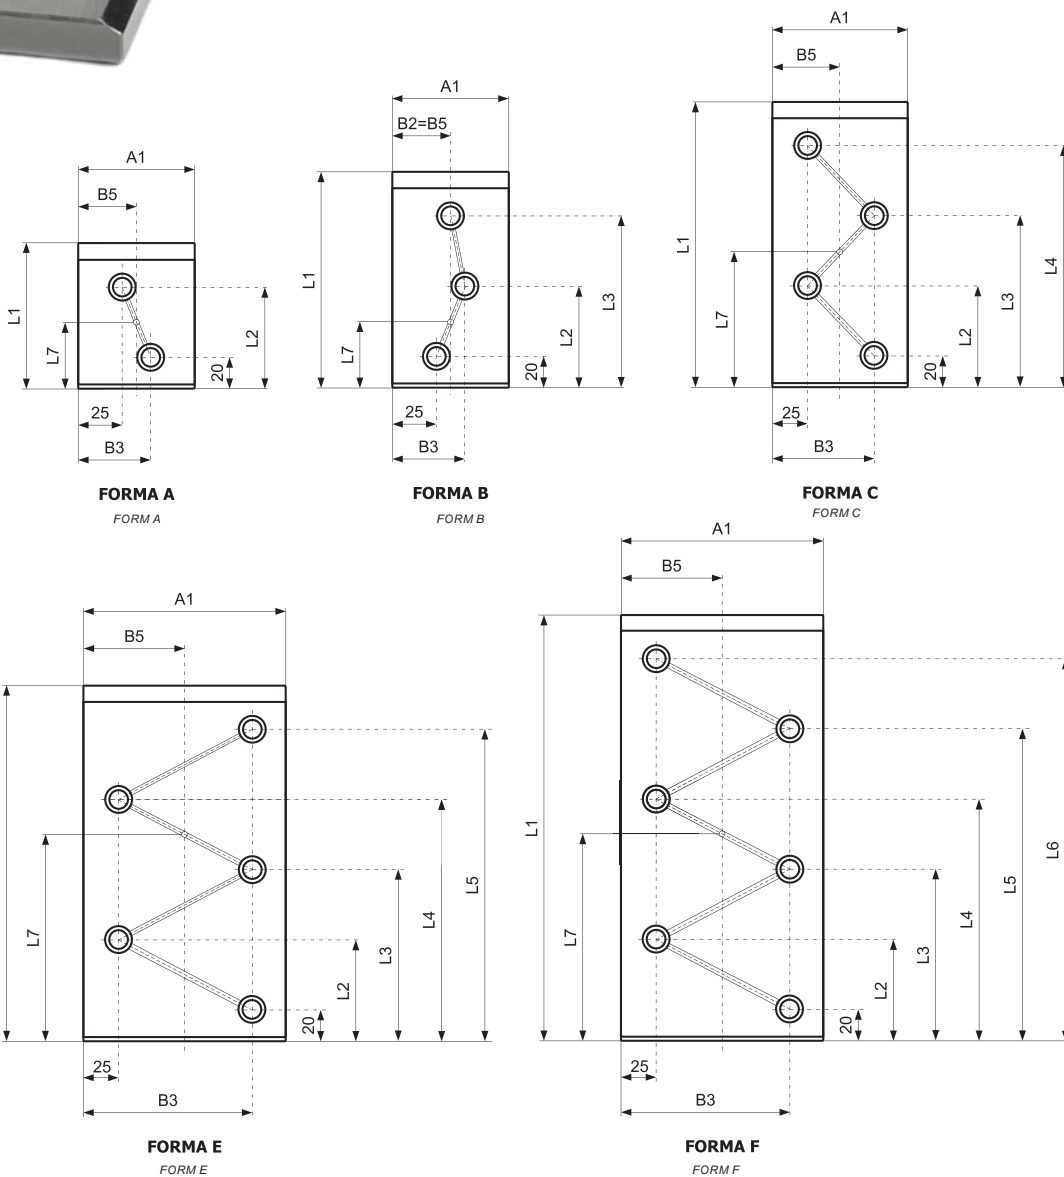 A1
B5
L1
L7
L2
20
25
B3
FORMA A
FORM A
A1
B2=B5
L1
L7
L3
L2
20
25
B3
FORMA B
FORM B
A1
B5
L1
L7
L4
L3
L2
20
25
B3
FORMA C
FORM C
A1
B5
L7
L5
L4
L3
L2
20
25
B3
FORMA E
FORM E
A1
B5
L1
L7
L6
L5
L4
L3
L2
20
25
B3
FORMA F
FORM F